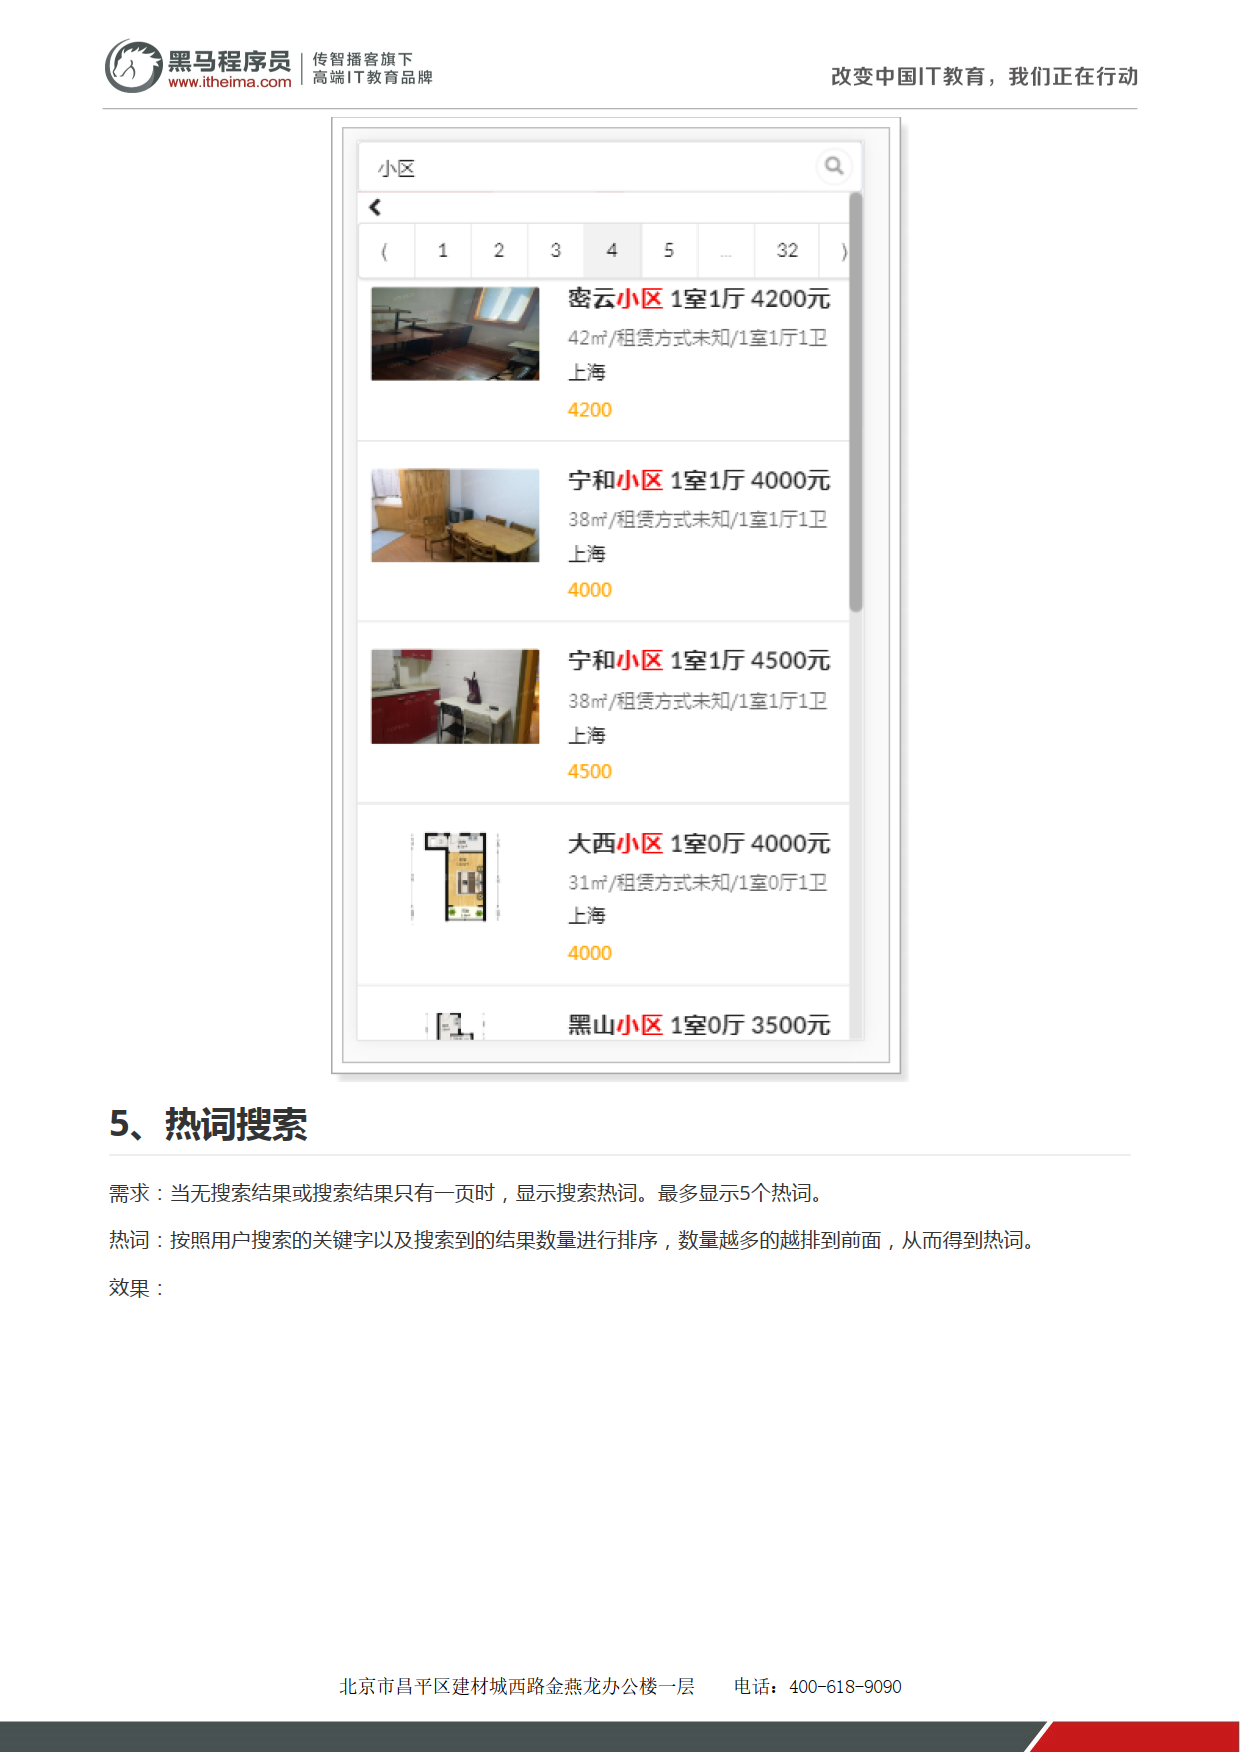 黑马程序员
www.itheima.com
传智播客旗下
高端IT教育品牌
改变中国IT教育，我们正在行动
小区
⟨ 1 2 3 4 5 ... 32 ⟩
密云小区 1室1厅 4200元
42㎡/租赁方式未知/1室1厅1卫
上海
4200
宁和小区 1室1厅 4000元
38㎡/租赁方式未知/1室1厅1卫
上海
4000
宁和小区 1室1厅 4500元
38㎡/租赁方式未知/1室1厅1卫
上海
4500
大西小区 1室0厅 4000元
31㎡/租赁方式未知/1室0厅1卫
上海
4000
黑山小区 1室0厅 3500元
5、热词搜索
需求：当无搜索结果或搜索结果只有一页时，显示搜索热词。最多显示5个热词。
热词：按照用户搜索的关键字以及搜索到的结果数量进行排序，数量越多的越排到前面，从而得到热词。
效果：
北京市昌平区建材城西路金燕龙办公楼一层 电话：400-618-9090